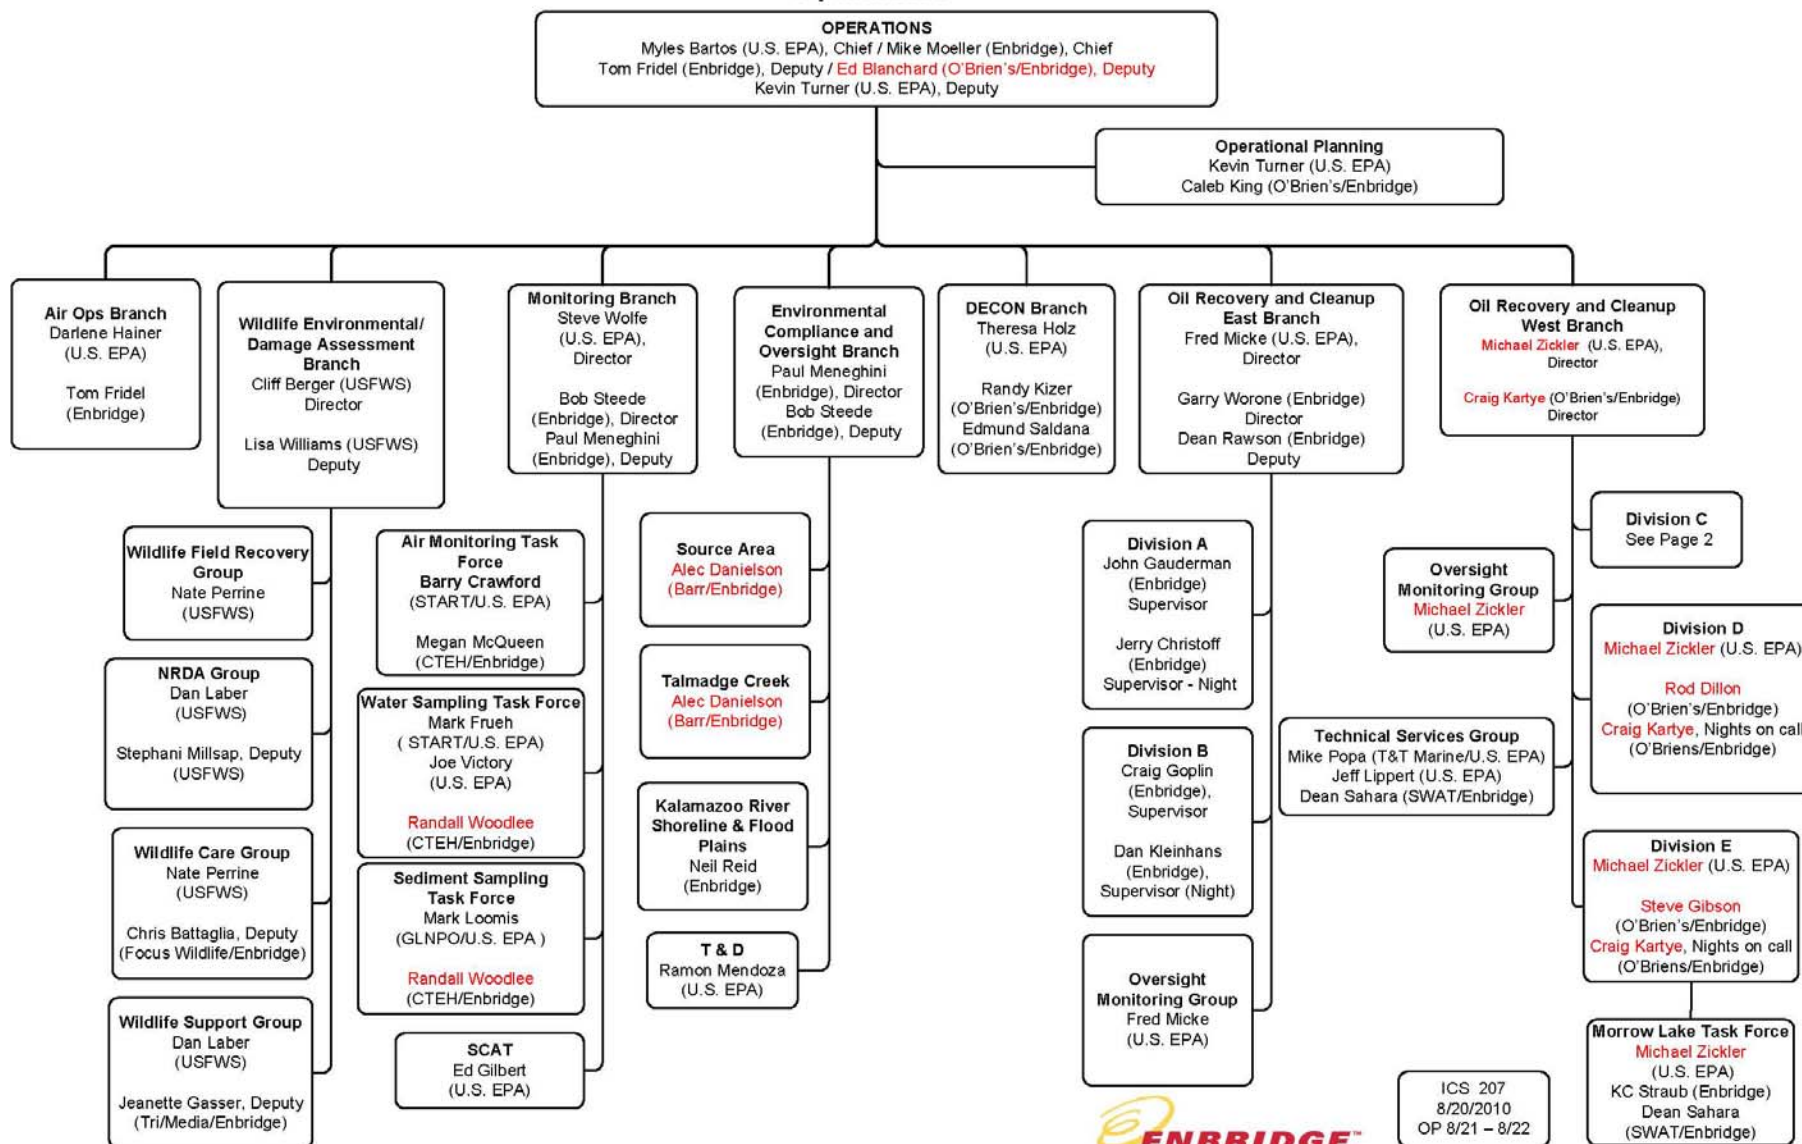 OPERATIONS
Myles Bartos (U.S. EPA), Chief / Mike Moeller (Enbridge), Chief
Tom Fridel (Enbridge), Deputy / Ed Blanchard (O'Brien's/Enbridge), Deputy
Kevin Turner (U.S. EPA), Deputy
Operational Planning
Kevin Turner (U.S. EPA)
Caleb King (O'Brien's/Enbridge)
Air Ops Branch
Darlene Hainer
(U.S. EPA)
Tom Fridel
(Enbridge)
Wildlife Environmental/
Damage Assessment
Branch
Cliff Berger (USFWS)
Director
Lisa Williams (USFWS)
Deputy
Monitoring Branch
Steve Wolfe
(U.S. EPA),
Director
Bob Steede
(Enbridge), Director
Paul Meneghini
(Enbridge), Deputy
Environmental
Compliance and
Oversight Branch
Paul Meneghini
(Enbridge), Director
Bob Steede
(Enbridge), Deputy
DECON Branch
Theresa Holz
(U.S. EPA)
Randy Kizer
(O'Brien's/Enbridge)
Edmund Saldana
(O'Brien's/Enbridge)
Oil Recovery and Cleanup
East Branch
Fred Micke (U.S. EPA),
Director
Garry Worone (Enbridge)
Director
Dean Rawson (Enbridge)
Deputy
Oil Recovery and Cleanup
West Branch
Michael Zickler (U.S. EPA),
Director
Craig Kartye (O'Brien's/Enbridge)
Director
Wildlife Field Recovery
Group
Nate Perrine
(USFWS)
NRDA Group
Dan Laber
(USFWS)
Stephani Millsap, Deputy
(USFWS)
Wildlife Care Group
Nate Perrine
(USFWS)
Chris Battaglia, Deputy
(Focus Wildlife/Enbridge)
Wildlife Support Group
Dan Laber
(USFWS)
Jeanette Gasser, Deputy
(Tri/Media/Enbridge)
Air Monitoring Task
Force
Barry Crawford
(START/U.S. EPA)
Megan McQueen
(CTEH/Enbridge)
Water Sampling Task Force
Mark Frueh
( START/U.S. EPA)
Joe Victory
(U.S. EPA)
Randall Woodlee
(CTEH/Enbridge)
Sediment Sampling
Task Force
Mark Loomis
(GLNPO/U.S. EPA )
Randall Woodlee
(CTEH/Enbridge)
SCAT
Ed Gilbert
(U.S. EPA)
Source Area
Alec Danielson
(Barr/Enbridge)
Talmadge Creek
Alec Danielson
(Barr/Enbridge)
Kalamazoo River
Shoreline & Flood
Plains
Neil Reid
(Enbridge)
T & D
Ramon Mendoza
(U.S. EPA)
Division A
John Gauderman
(Enbridge)
Supervisor
Jerry Christoff
(Enbridge)
Supervisor - Night
Division B
Craig Goplin
(Enbridge),
Supervisor
Dan Kleinhans
(Enbridge),
Supervisor (Night)
Oversight
Monitoring Group
Fred Micke
(U.S. EPA)
Division C
See Page 2
Oversight
Monitoring Group
Michael Zickler
(U.S. EPA)
Division D
Michael Zickler (U.S. EPA)
Rod Dillon
(O'Brien's/Enbridge)
Craig Kartye, Nights on call
(O'Briens/Enbridge)
Technical Services Group
Mike Popa (T&T Marine/U.S. EPA)
Jeff Lippert (U.S. EPA)
Dean Sahara (SWAT/Enbridge)
Division E
Michael Zickler (U.S. EPA)
Steve Gibson
(O'Brien's/Enbridge)
Craig Kartye, Nights on call
(O'Briens/Enbridge)
Morrow Lake Task Force
Michael Zickler
(U.S. EPA)
KC Straub (Enbridge)
Dean Sahara
(SWAT/Enbridge)
ICS 207
8/20/2010
OP 8/21 – 8/22
ENBRIDGE™